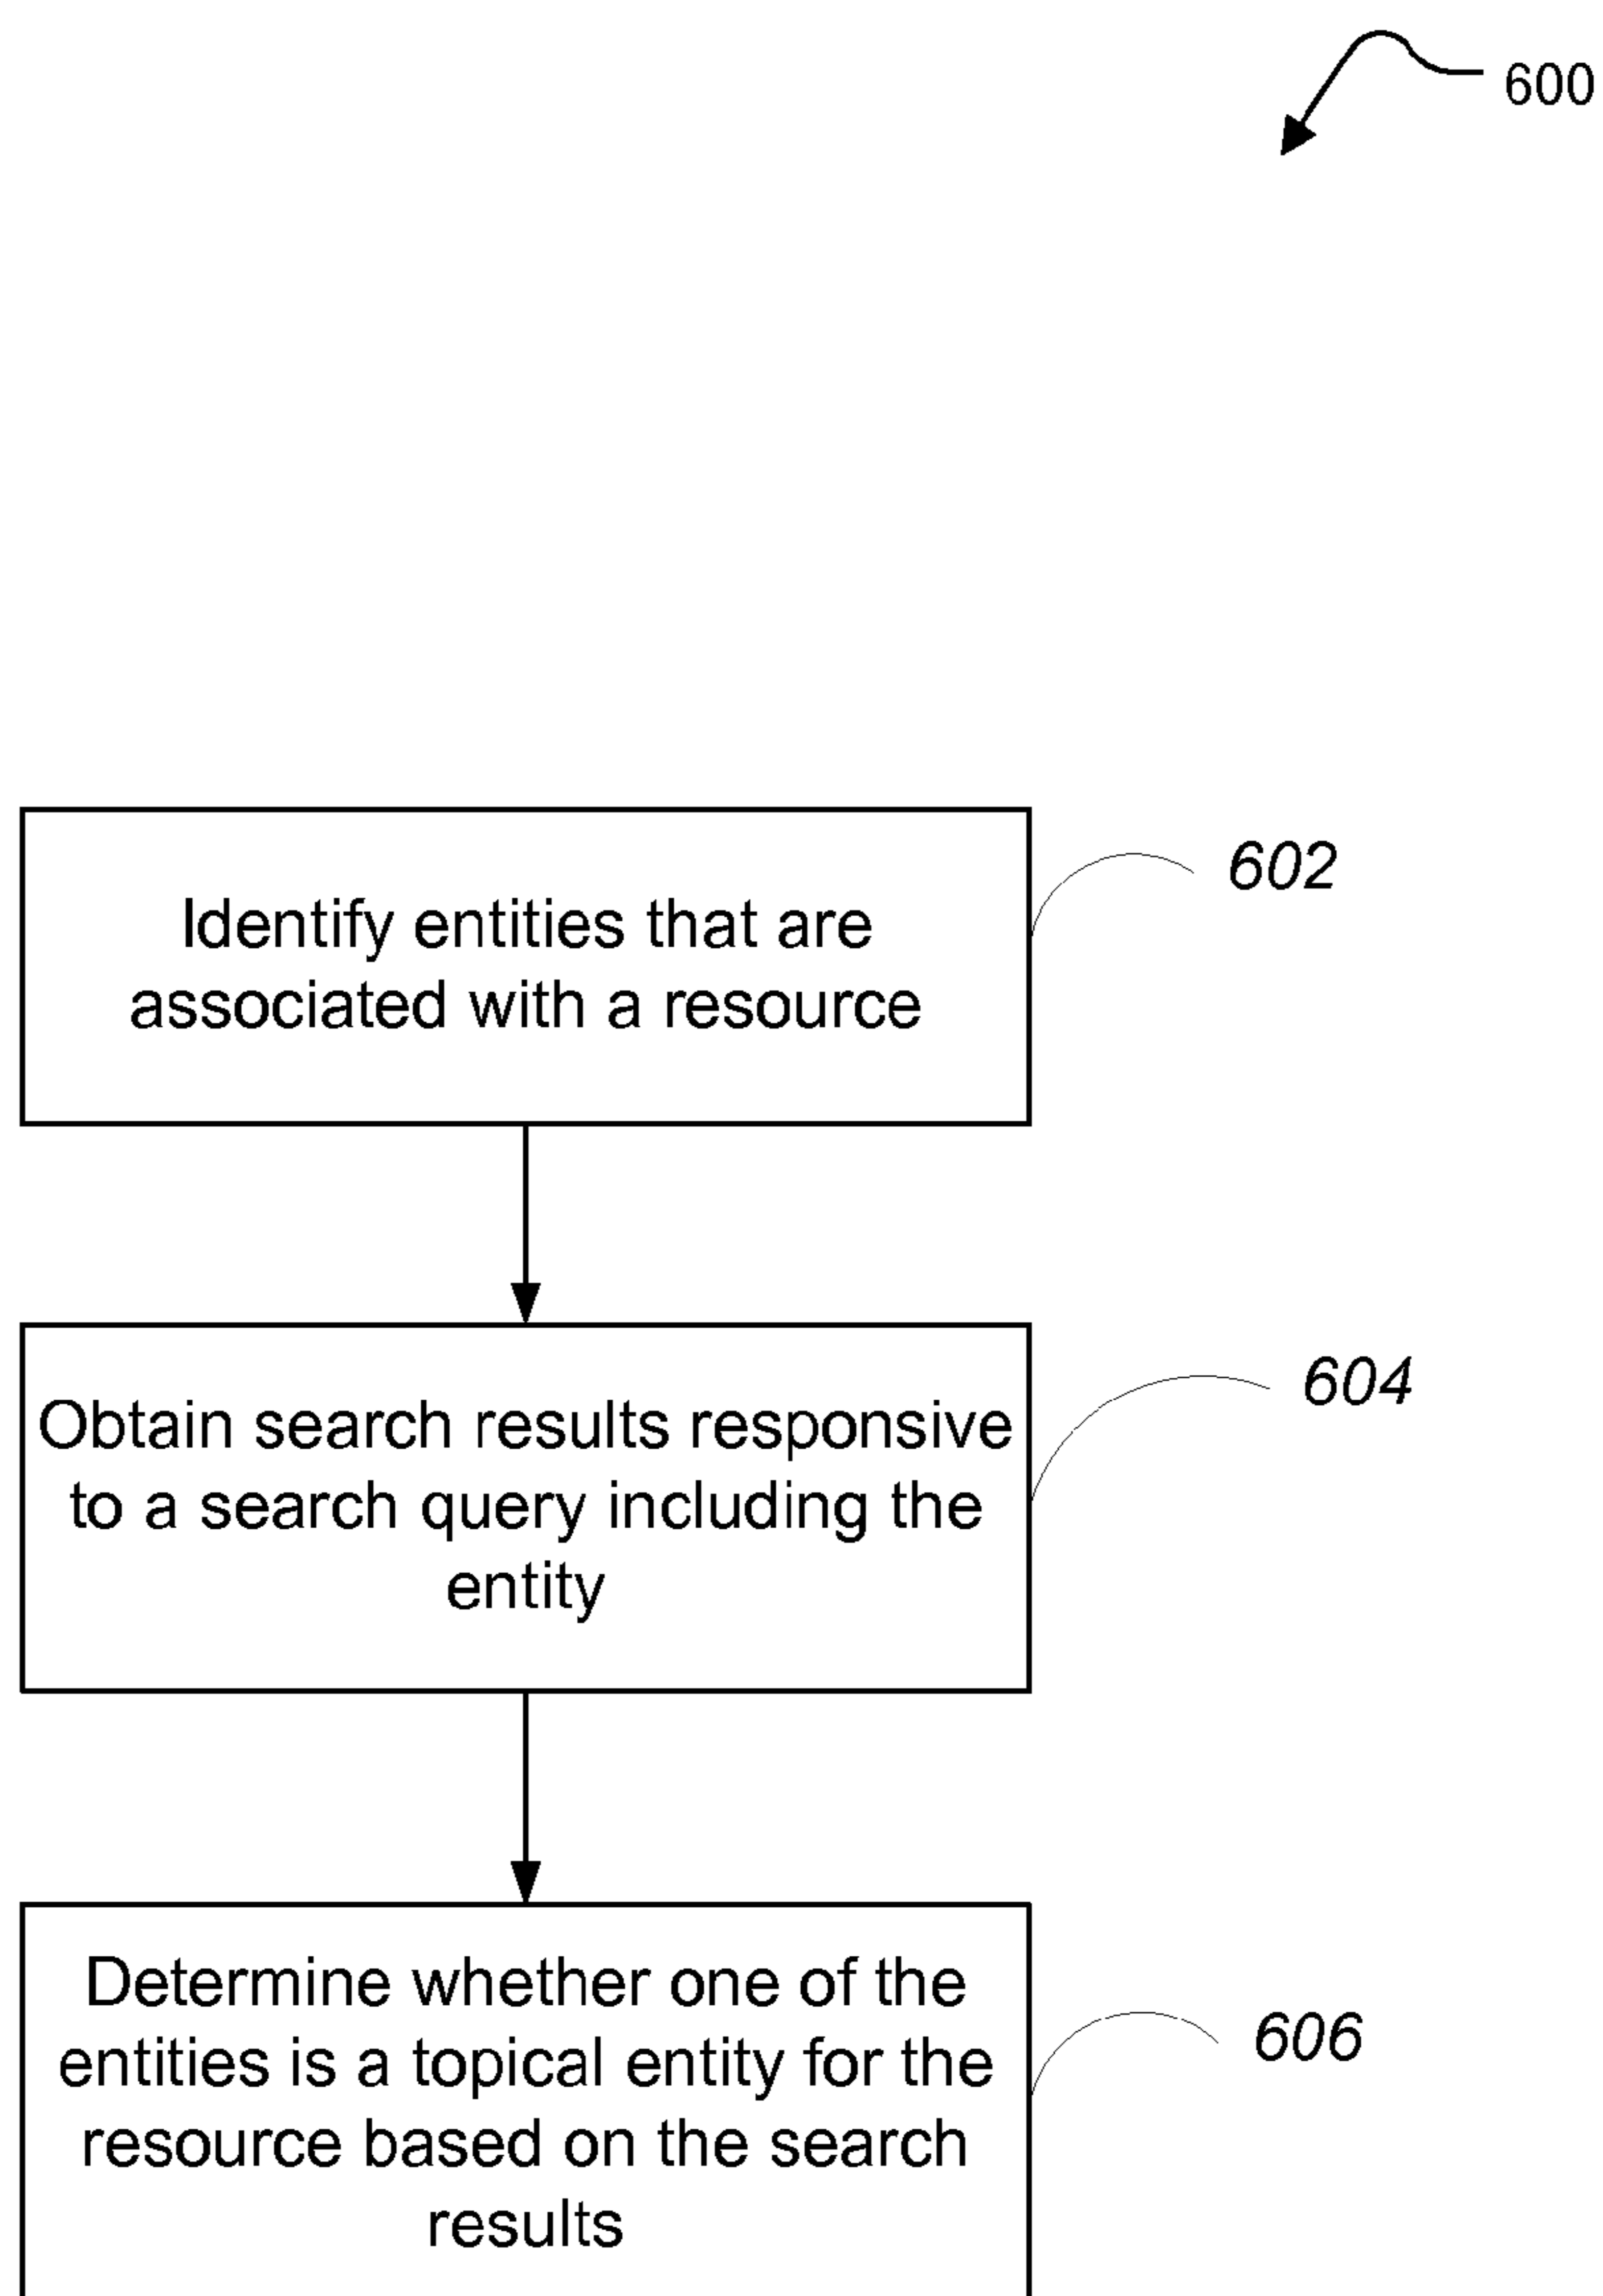 600
Identify entities that are
associated with a resource
602
Obtain search results responsive
to a search query including the
entity
604
Determine whether one of the
entities is a topical entity for the
resource based on the search
results
606